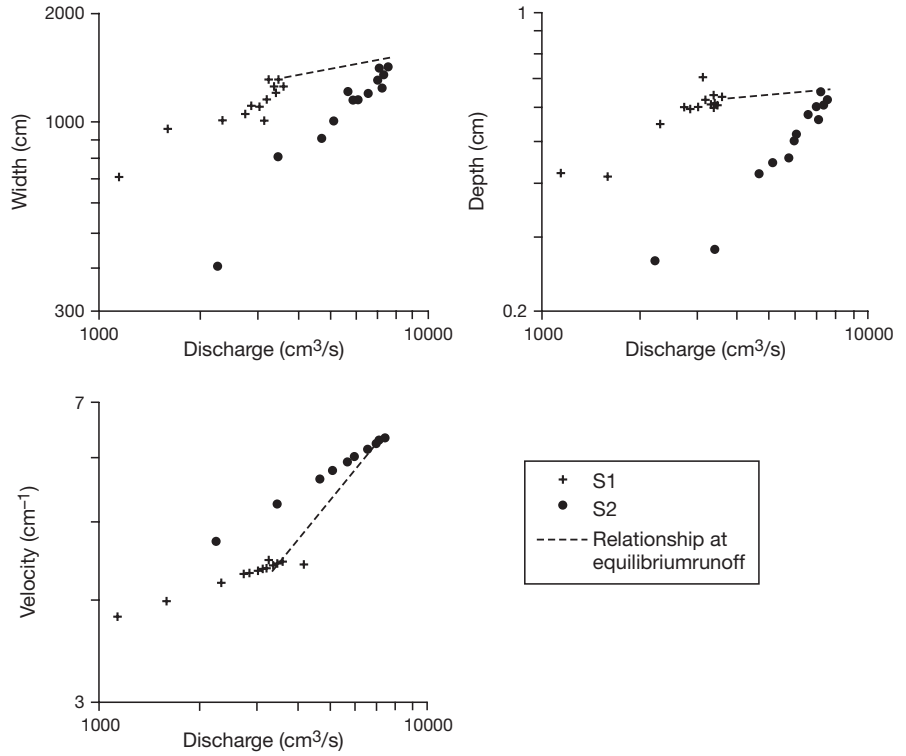 2000
1000
300
Width (cm)
1000
10000
Discharge (cm³/s)
1
0.2
Depth (cm)
1000
10000
Discharge (cm³/s)
7
3
Velocity (cm⁻¹)
1000
10000
Discharge (cm³/s)
S1
S2
Relationship at
equilibriumrunoff